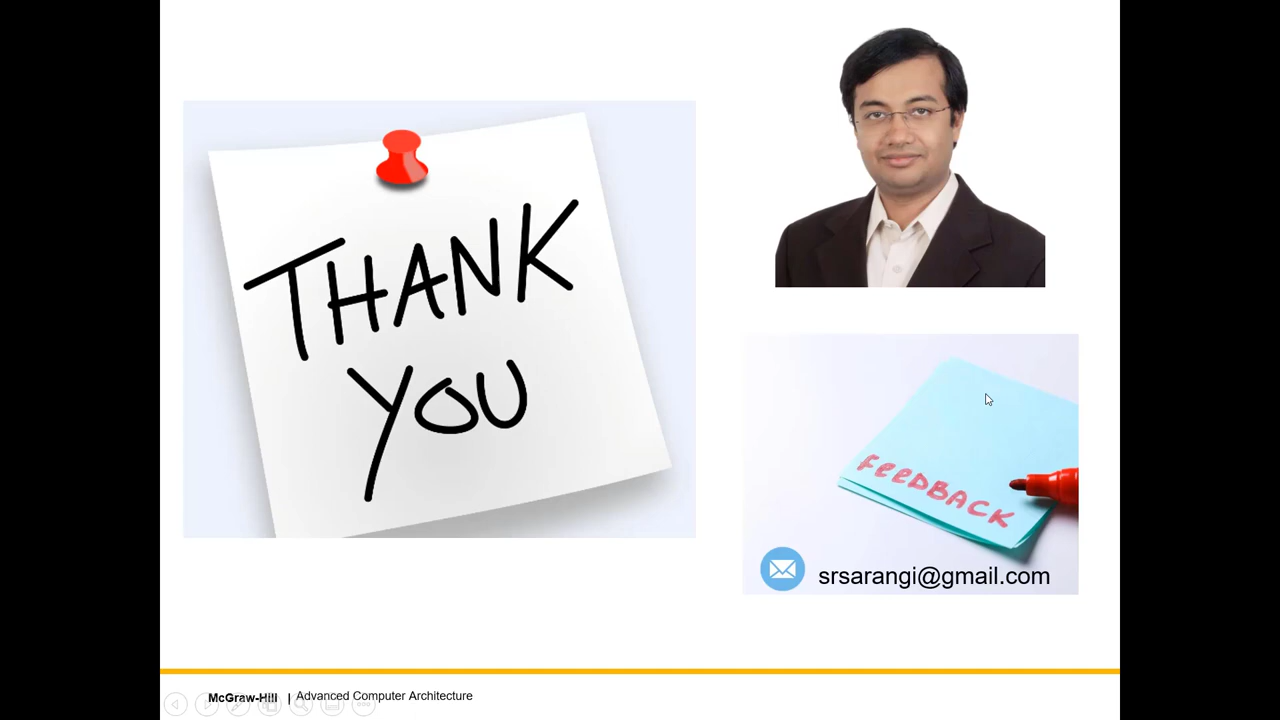 THANK
YOU
FEEDBACK
srsarangi@gmail.com
McGraw-Hill | Advanced Computer Architecture